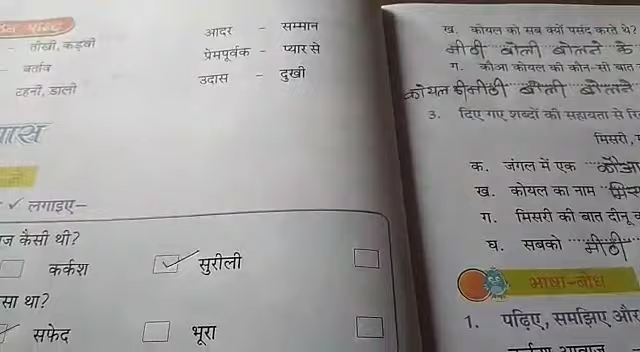 तीखी, कड़वी
बर्ताव
टहनी, डाली
आदर – सम्मान
प्रेमपूर्वक – प्यार से
उदास – दुखी
✓ लगाइए–
कैसी थी?
कर्कश
सुरीली
सा था?
सफेद
भूरा
ख. कोयल को सब क्यों पसंद करते थे?
मीठी बोली बोलने के
ग. कौआ कोयल की कौन-सी बात
कोयल की मीठी बोली बोलने
3. दिए गए शब्दों की सहायता से
मिसरी,
क. जंगल में एक कौआ
ख. कोयल का नाम
ग. मिसरी की बात दीनू
घ. सबको मीठी
भाषा-बोध
1. पढ़िए, समझिए और